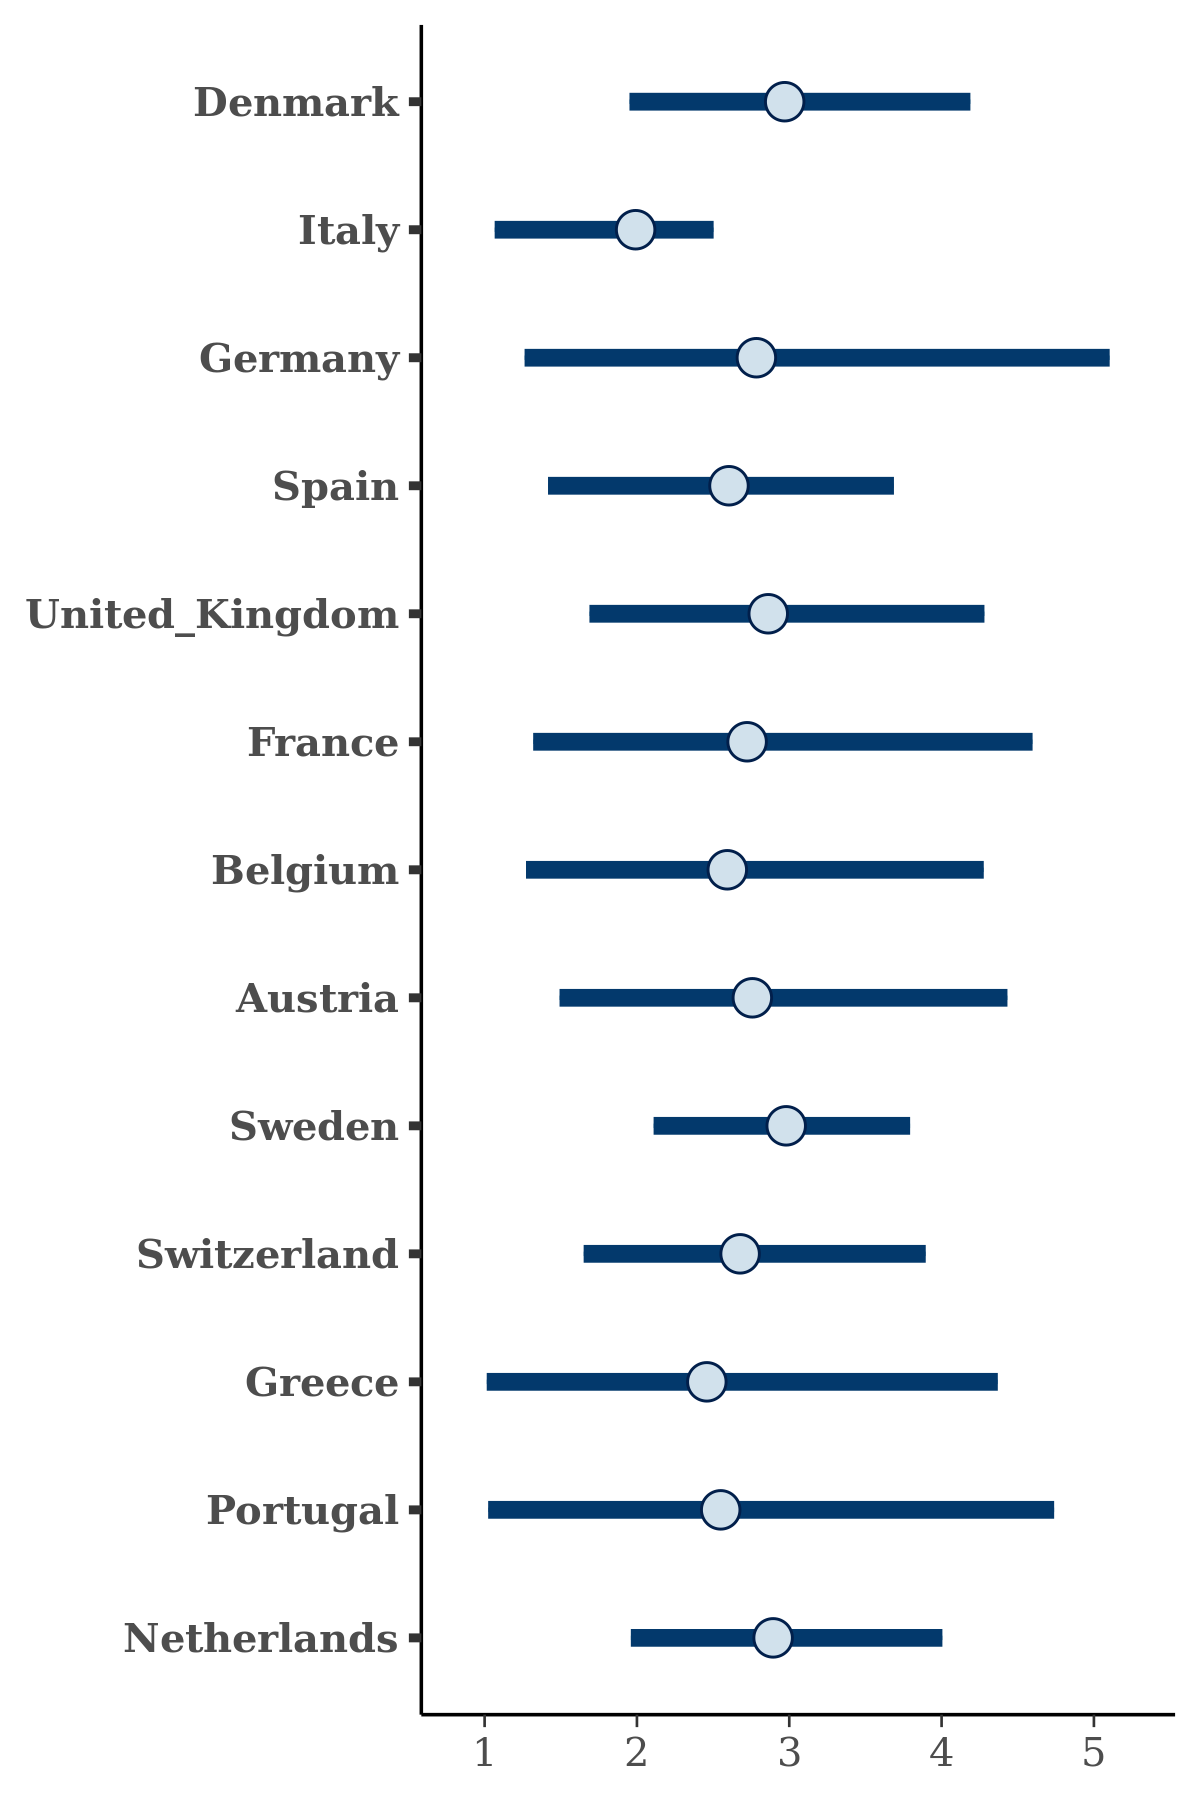 Denmark
Italy
Germany
Spain
United_Kingdom
France
Belgium
Austria
Sweden
Switzerland
Greece
Portugal
Netherlands
1 2 3 4 5